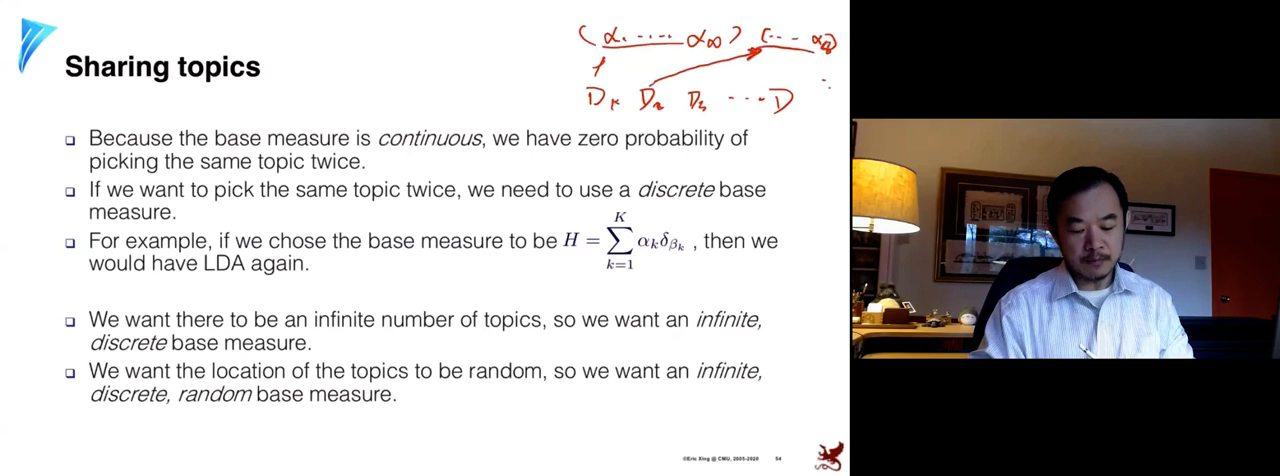 (α, .... α∞) (... α
D₁ D₂ D₃ ... D
Sharing topics
Because the base measure is continuous, we have zero probability of
picking the same topic twice.
If we want to pick the same topic twice, we need to use a discrete base
measure.
For example, if we chose the base measure to be H = ∑_{k=1}^{K} α_k δ_{β_k} , then we
would have LDA again.
We want there to be an infinite number of topics, so we want an infinite,
discrete base measure.
We want the location of the topics to be random, so we want an infinite,
discrete, random base measure.
©Eric Xing @ CMU, 2005-2020 54